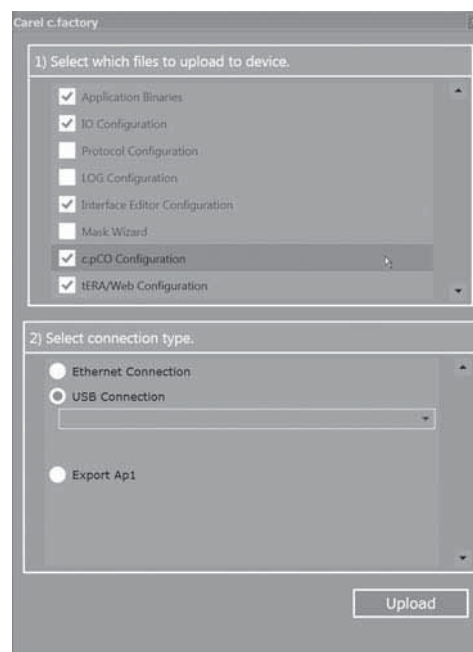 Carel c.factory
1) Select which files to upload to device.
Application Binaries
IO Configuration
Protocol Configuration
LOG Configuration
Interface Editor Configuration
Mask Wizard
c.pCO Configuration
tERA/Web Configuration
2) Select connection type.
Ethernet Connection
USB Connection
Export Ap1
Upload